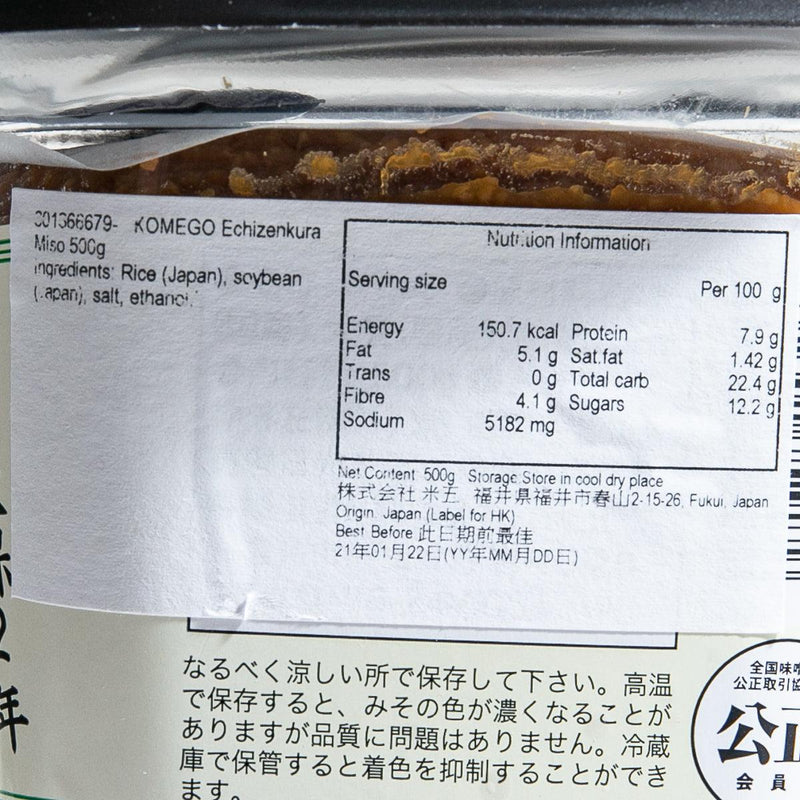 301366679- KOMEGO Echizenkura
Miso 500g
ingredients: Rice (Japan), soybean
(Japan), salt, ethanol.
Nutrition Information
Serving size
Per 100 g
Energy 150.7 kcal Protein 7.9 g
Fat 5.1 g Sat.fat 1.42 g
Trans 0 g Total carb 22.4 g
Fibre 4.1 g Sugars 12.2 g
Sodium 5182 mg
Net Content: 500g Storage: Store in cool dry place
株式会社 米五 福井県福井市春山2-15-26, Fukui, Japan
Origin: Japan (Label for HK)
Best Before 此日期前最佳
21年01月22日(YY年MM月DD日)
なるべく涼しい所で保存して下さい。高温
で保存すると、みその色が濃くなることが
ありますが品質に問題はありません。冷蔵
庫で保管すると着色を抑制することができ
ます。
年
全国味噌
公正取引協
公正
会員